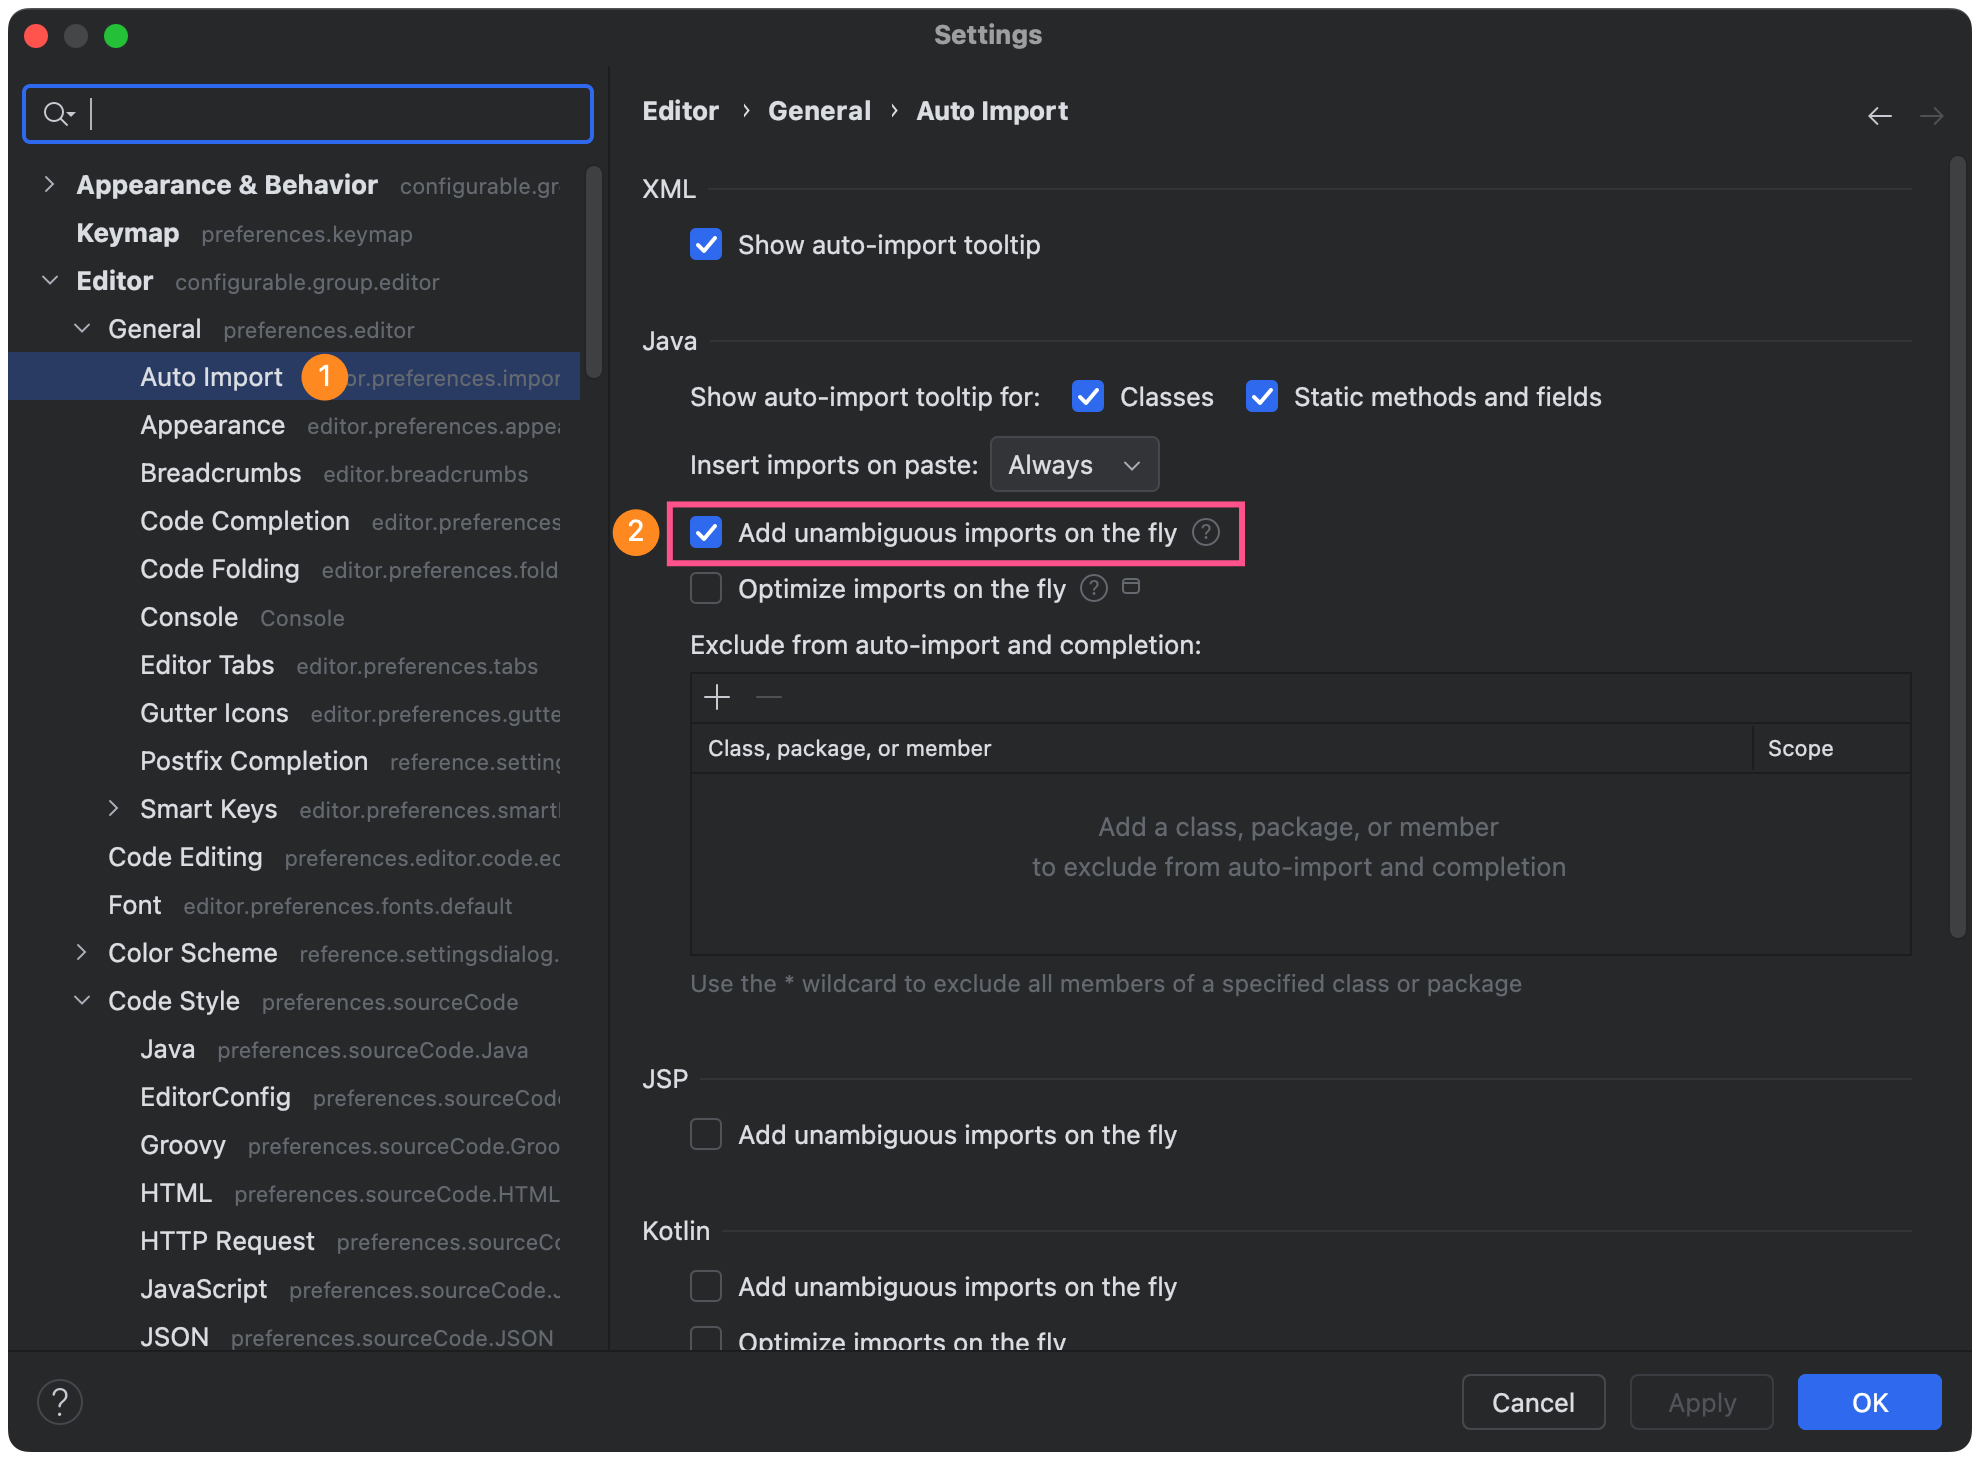 Settings
Appearance & Behavior configurable.gr
Keymap preferences.keymap
Editor configurable.group.editor
General preferences.editor
Auto Import 1 or.preferences.impor
Appearance editor.preferences.appea
Breadcrumbs editor.breadcrumbs
Code Completion editor.preferences
Code Folding editor.preferences.fold
Console Console
Editor Tabs editor.preferences.tabs
Gutter Icons editor.preferences.gutte
Postfix Completion reference.setting
Smart Keys editor.preferences.smart
Code Editing preferences.editor.code.ed
Font editor.preferences.fonts.default
Color Scheme reference.settingsdialog.
Code Style preferences.sourceCode
Java preferences.sourceCode.Java
EditorConfig preferences.sourceCod
Groovy preferences.sourceCode.Groo
HTML preferences.sourceCode.HTML
HTTP Request preferences.sourceCo
JavaScript preferences.sourceCode.J
JSON preferences.sourceCode.JSON
Editor › General › Auto Import
XML
Show auto-import tooltip
Java
Show auto-import tooltip for: Classes Static methods and fields
Insert imports on paste: Always
2 Add unambiguous imports on the fly ?
Optimize imports on the fly ?
Exclude from auto-import and completion:
Class, package, or member Scope
Add a class, package, or member
to exclude from auto-import and completion
Use the * wildcard to exclude all members of a specified class or package
JSP
Add unambiguous imports on the fly
Kotlin
Add unambiguous imports on the fly
Optimize imports on the fly
? Cancel Apply OK